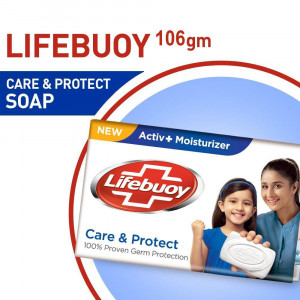 LIFEBUOY 106gm
CARE & PROTECT
SOAP
NEW Activ+ Moisturizer
Lifebuoy
Care & Protect
100% Proven Germ Protection